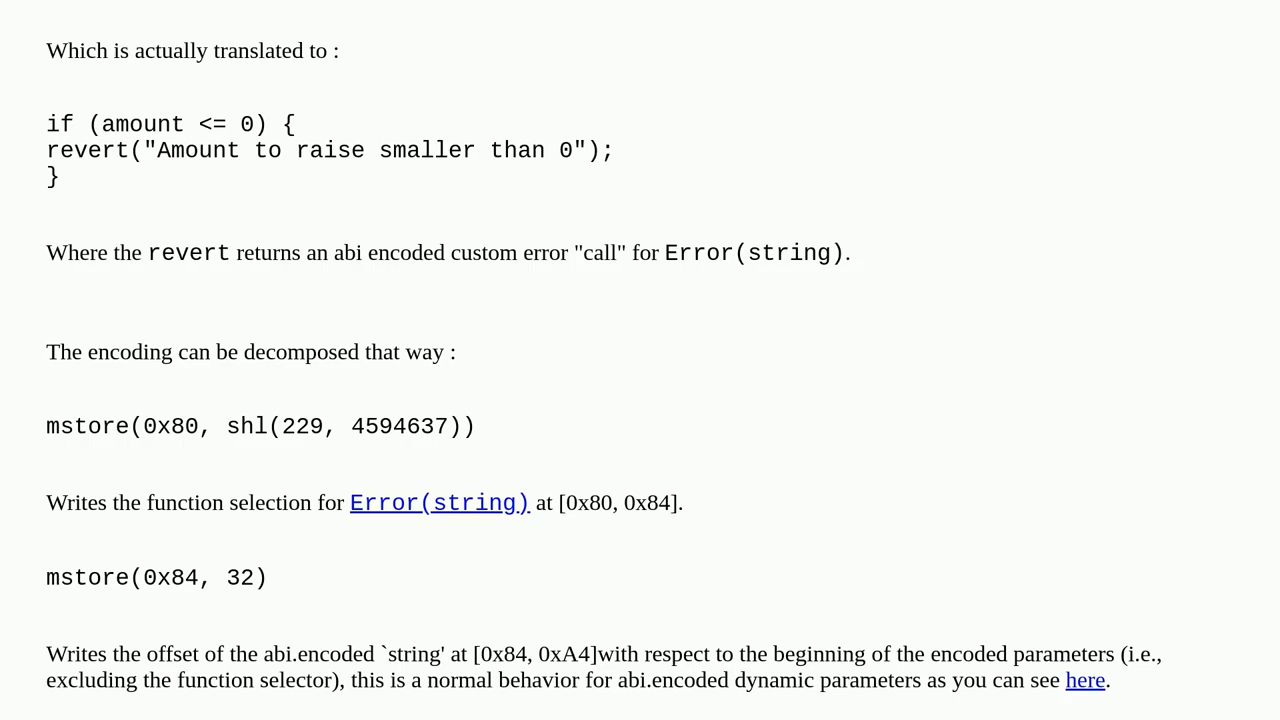 Which is actually translated to :
if (amount <= 0) {
revert("Amount to raise smaller than 0");
}
Where the revert returns an abi encoded custom error "call" for Error(string).
The encoding can be decomposed that way :
mstore(0x80, shl(229, 4594637))
Writes the function selection for Error(string) at [0x80, 0x84].
mstore(0x84, 32)
Writes the offset of the abi.encoded `string' at [0x84, 0xA4]with respect to the beginning of the encoded parameters (i.e.,
excluding the function selector), this is a normal behavior for abi.encoded dynamic parameters as you can see here.